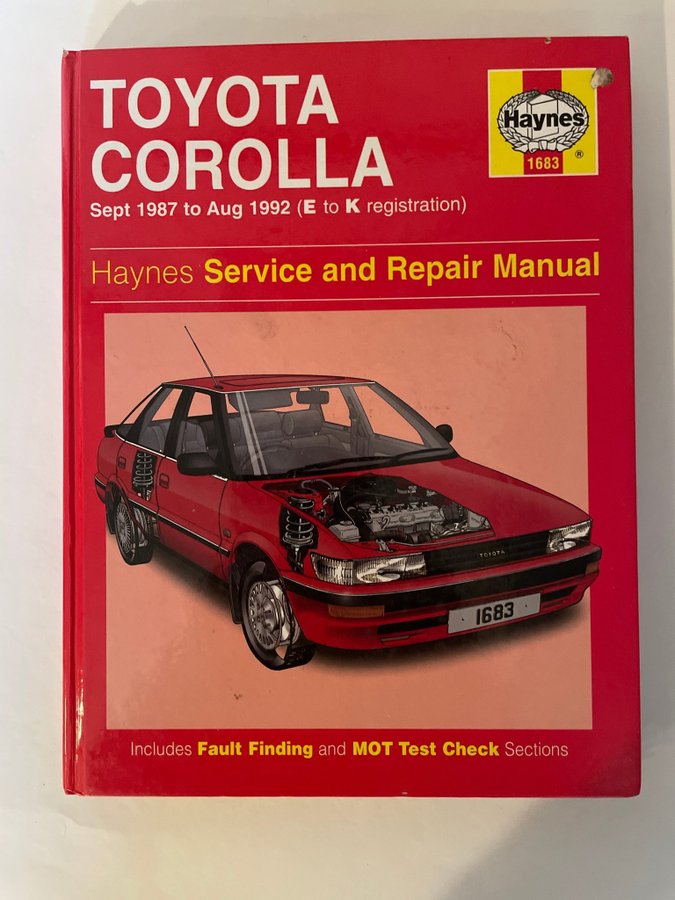 TOYOTA
COROLLA
Sept 1987 to Aug 1992 (E to K registration)
Haynes
1683
®
Haynes Service and Repair Manual
TOYOTA
1683
Includes Fault Finding and MOT Test Check Sections